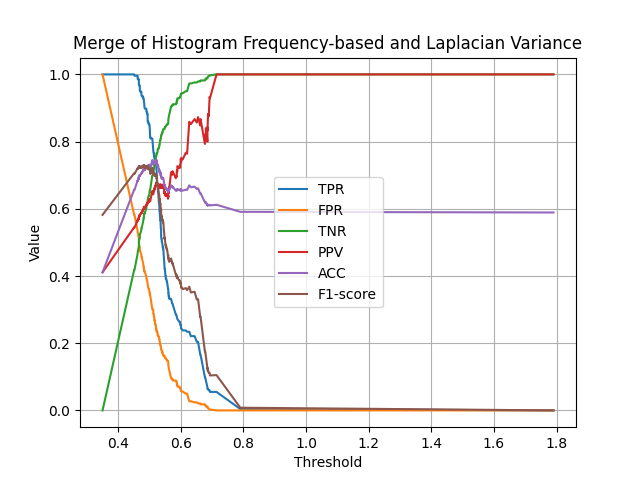 Merge of Histogram Frequency-based and Laplacian Variance
1.0
0.8
0.6
0.4
0.2
0.0
Value
TPR
FPR
TNR
PPV
ACC
F1-score
0.4 0.6 0.8 1.0 1.2 1.4 1.6 1.8
Threshold